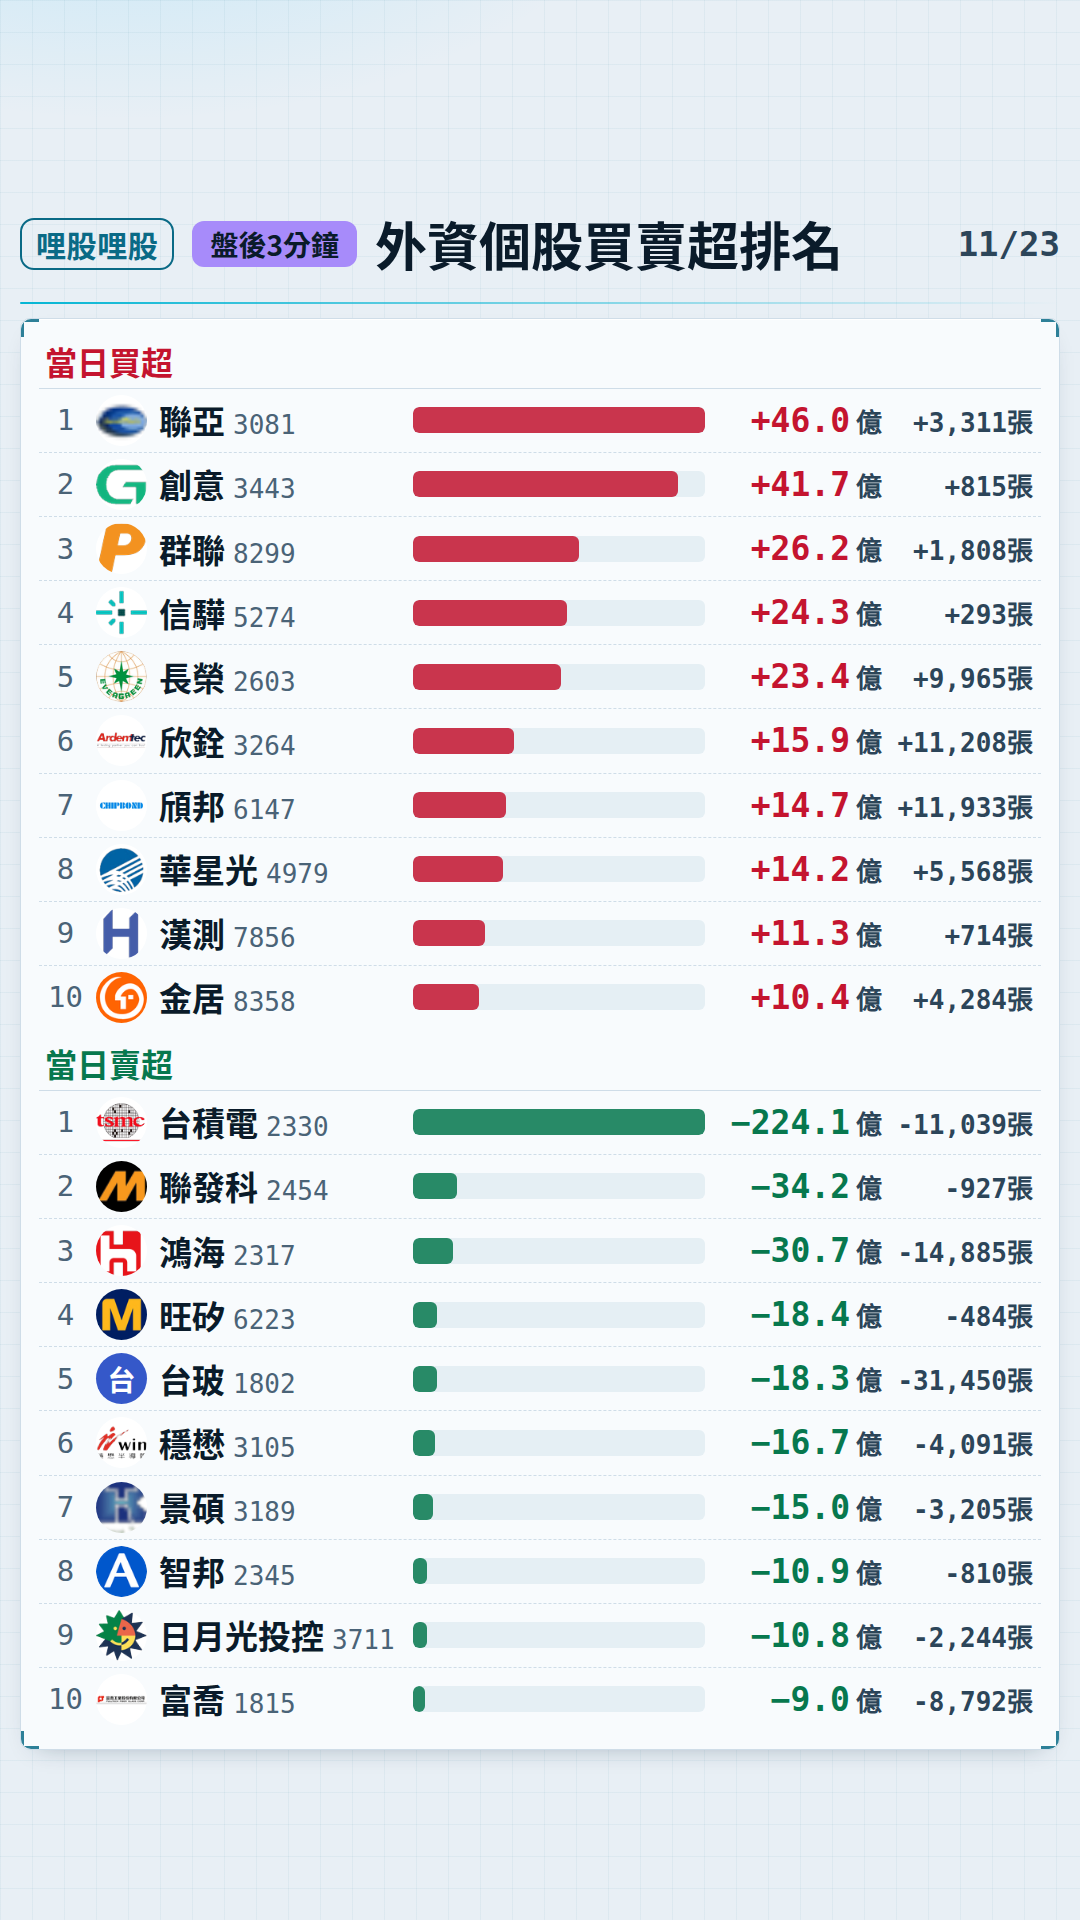 哩股哩股 盤後3分鐘 外資個股買賣超排名 11/23
當日買超
1 聯亞 3081 +46.0 億 +3,311張
2 創意 3443 +41.7 億 +815張
3 群聯 8299 +26.2 億 +1,808張
4 信驊 5274 +24.3 億 +293張
5 EVERGREEN 長榮 2603 +23.4 億 +9,965張
6 Ardentec 欣銓 3264 +15.9 億 +11,208張
7 CHIPBOND 頎邦 6147 +14.7 億 +11,933張
8 華星光 4979 +14.2 億 +5,568張
9 漢測 7856 +11.3 億 +714張
10 金居 8358 +10.4 億 +4,284張
當日賣超
1 tsmc 台積電 2330 −224.1 億 -11,039張
2 聯發科 2454 −34.2 億 -927張
3 鴻海 2317 −30.7 億 -14,885張
4 M 旺矽 6223 −18.4 億 -484張
5 台 台玻 1802 −18.3 億 -31,450張
6 win 穩懋 3105 −16.7 億 -4,091張
7 景碩 3189 −15.0 億 -3,205張
8 A 智邦 2345 −10.9 億 -810張
9 日月光投控 3711 −10.8 億 -2,244張
10 富喬 1815 −9.0 億 -8,792張